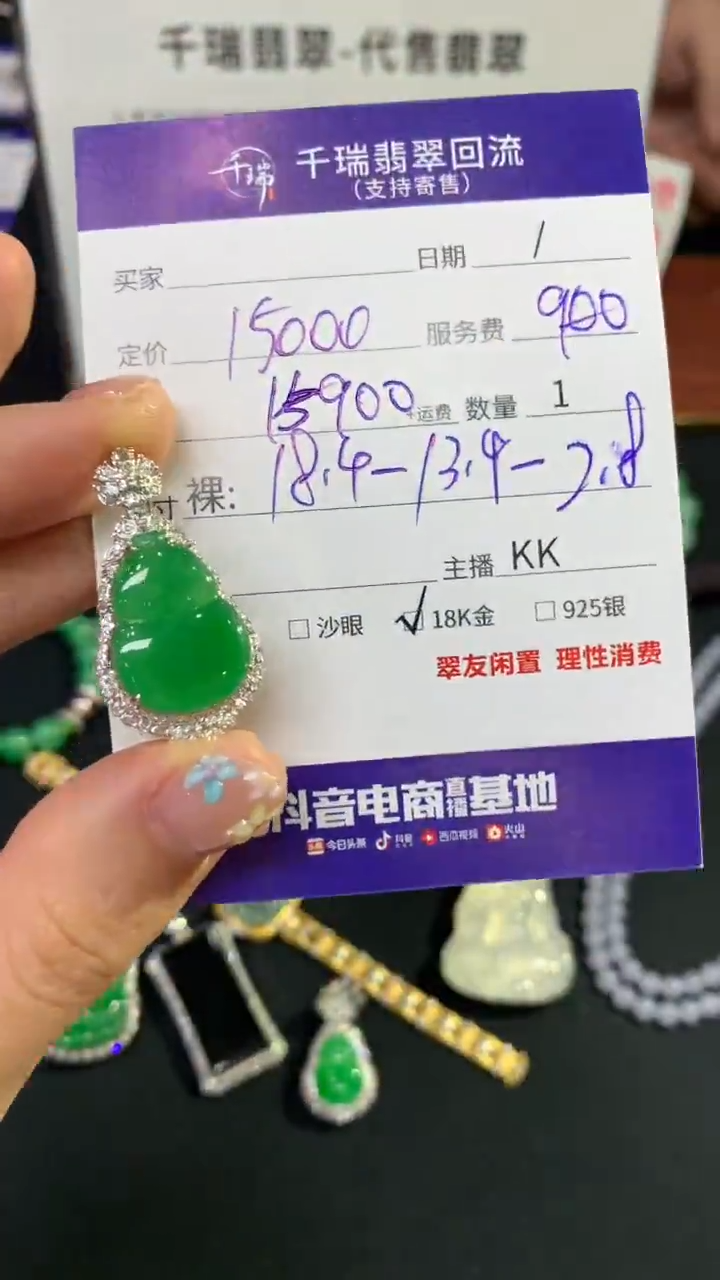 千瑞翡翠-代售翡翠
千瑞 千瑞翡翠回流
(支持寄售)
买家 日期 /
定价 15000 服务费 900
15900 +运费 数量 1
寸 裸: 18.4-13.4-7.8
主播 KK
□ 沙眼 ☑ 18K金 □ 925银
翠友闲置 理性消费
抖音电商直播基地
今日头条 抖音 西瓜视频 火山